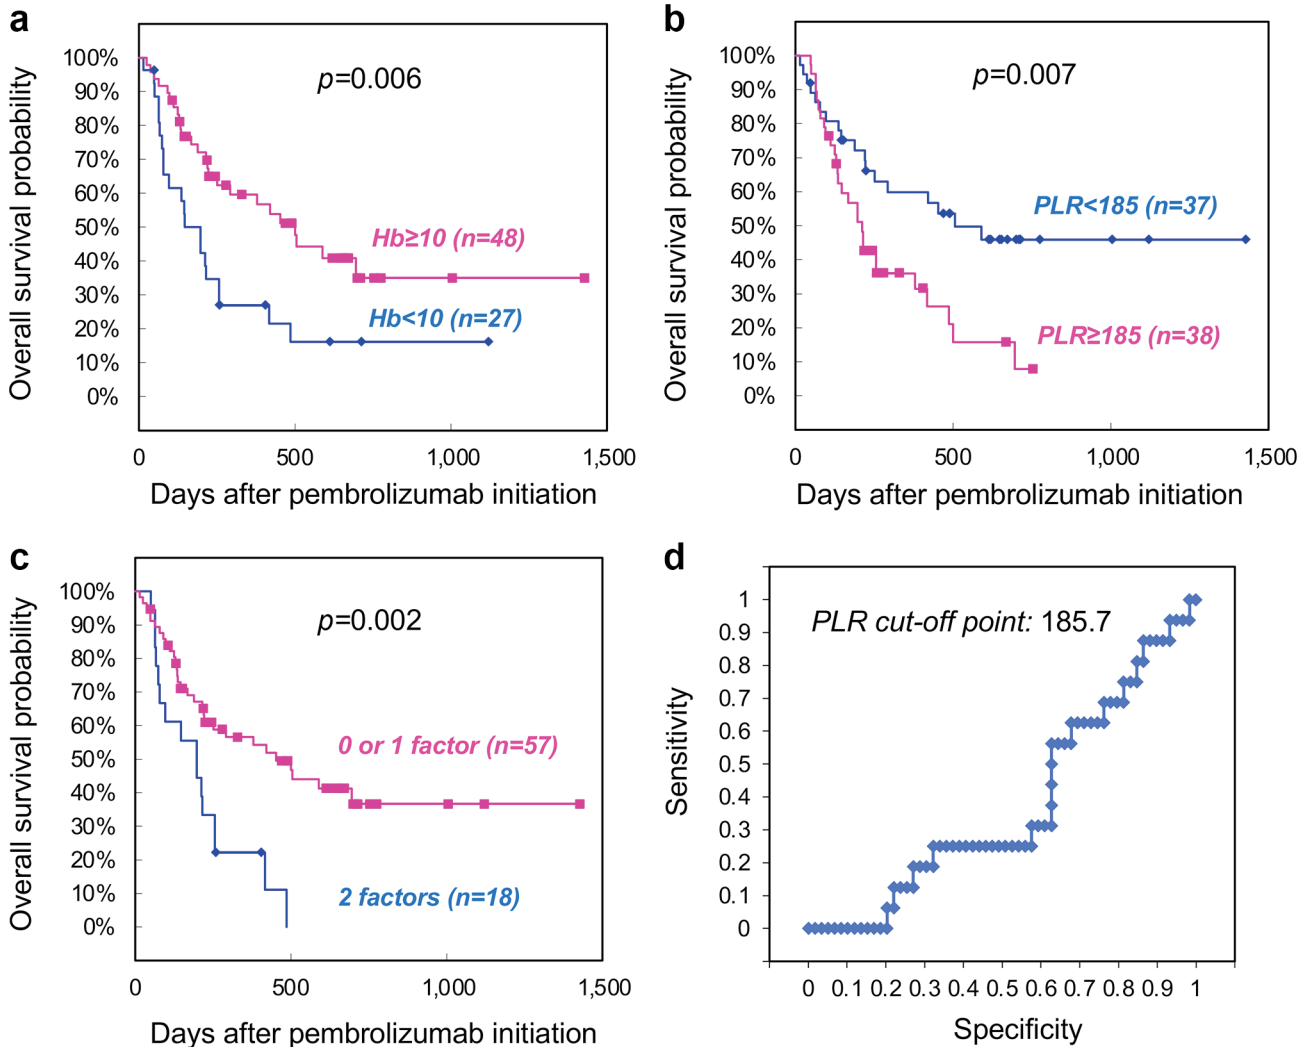 a
Overall survival probability
100%
90%
80%
70%
60%
50%
40%
30%
20%
10%
0%
p=0.006
Hb≥10 (n=48)
Hb<10 (n=27)
0 500 1,000 1,500
Days after pembrolizumab initiation
b
Overall survival probability
100%
90%
80%
70%
60%
50%
40%
30%
20%
10%
0%
p=0.007
PLR<185 (n=37)
PLR≥185 (n=38)
0 500 1,000 1,500
Days after pembrolizumab initiation
c
Overall survival probability
100%
90%
80%
70%
60%
50%
40%
30%
20%
10%
0%
p=0.002
0 or 1 factor (n=57)
2 factors (n=18)
0 500 1,000 1,500
Days after pembrolizumab initiation
d
Sensitivity
1
0.9
0.8
0.7
0.6
0.5
0.4
0.3
0.2
0.1
0
PLR cut-off point: 185.7
0 0.1 0.2 0.3 0.4 0.5 0.6 0.7 0.8 0.9 1
Specificity